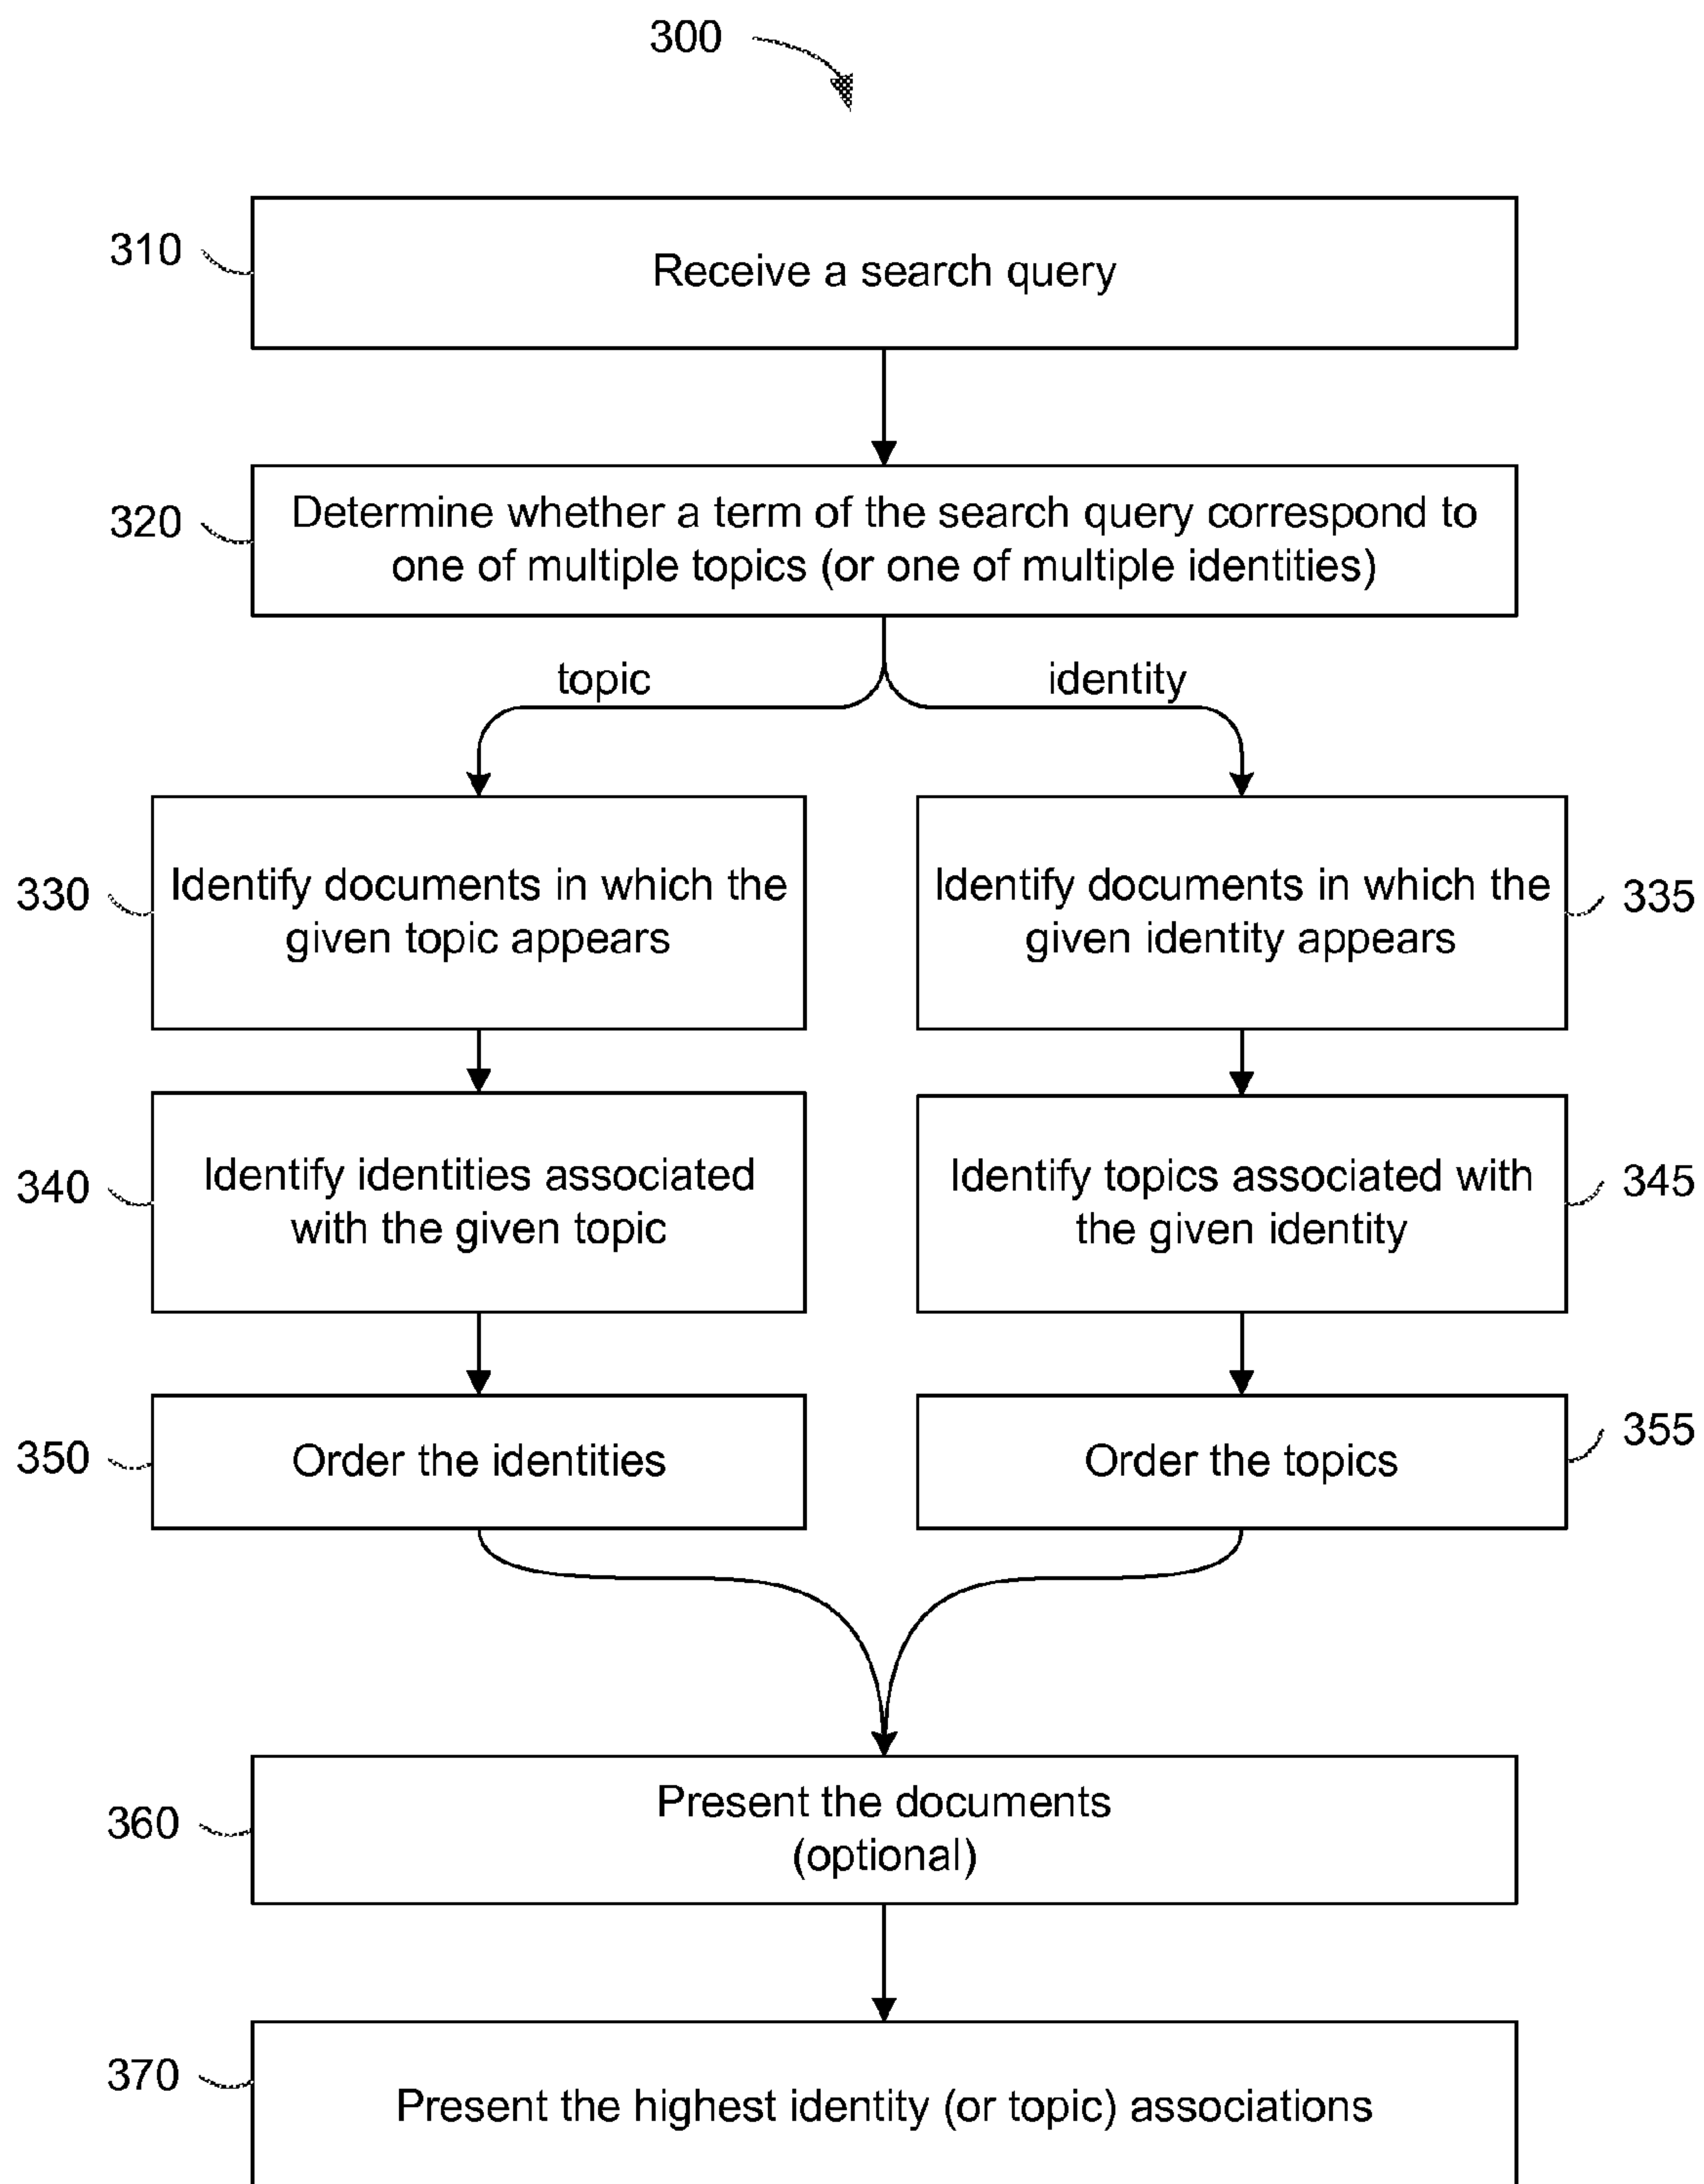 300
310
Receive a search query
320
Determine whether a term of the search query correspond to
one of multiple topics (or one of multiple identities)
topic
identity
330
Identify documents in which the
given topic appears
Identify documents in which the
given identity appears
335
340
Identify identities associated
with the given topic
Identify topics associated with
the given identity
345
350
Order the identities
Order the topics
355
360
Present the documents
(optional)
370
Present the highest identity (or topic) associations